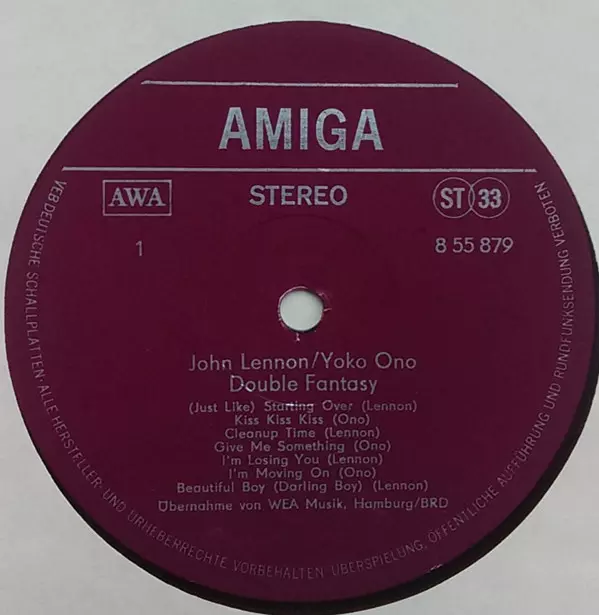 AMIGA
AWA
STEREO
ST 33
1
8 55 879
John Lennon/Yoko Ono
Double Fantasy
(Just Like) Starting Over (Lennon)
Kiss Kiss Kiss (Ono)
Cleanup Time (Lennon)
Give Me Something (Ono)
I'm Losing You (Lennon)
I'm Moving On (Ono)
Beautiful Boy (Darling Boy) (Lennon)
Übernahme von WEA Musik, Hamburg/BRD
VEB DEUTSCHE SCHALLPLATTEN · ALLE HERSTELLER- UND URHEBERRECHTE VORBEHALTEN ÜBERSPIELUNG, ÖFFENTLICHE AUFFÜHRUNG UND RUNDFUNKSENDUNG VERBOTEN